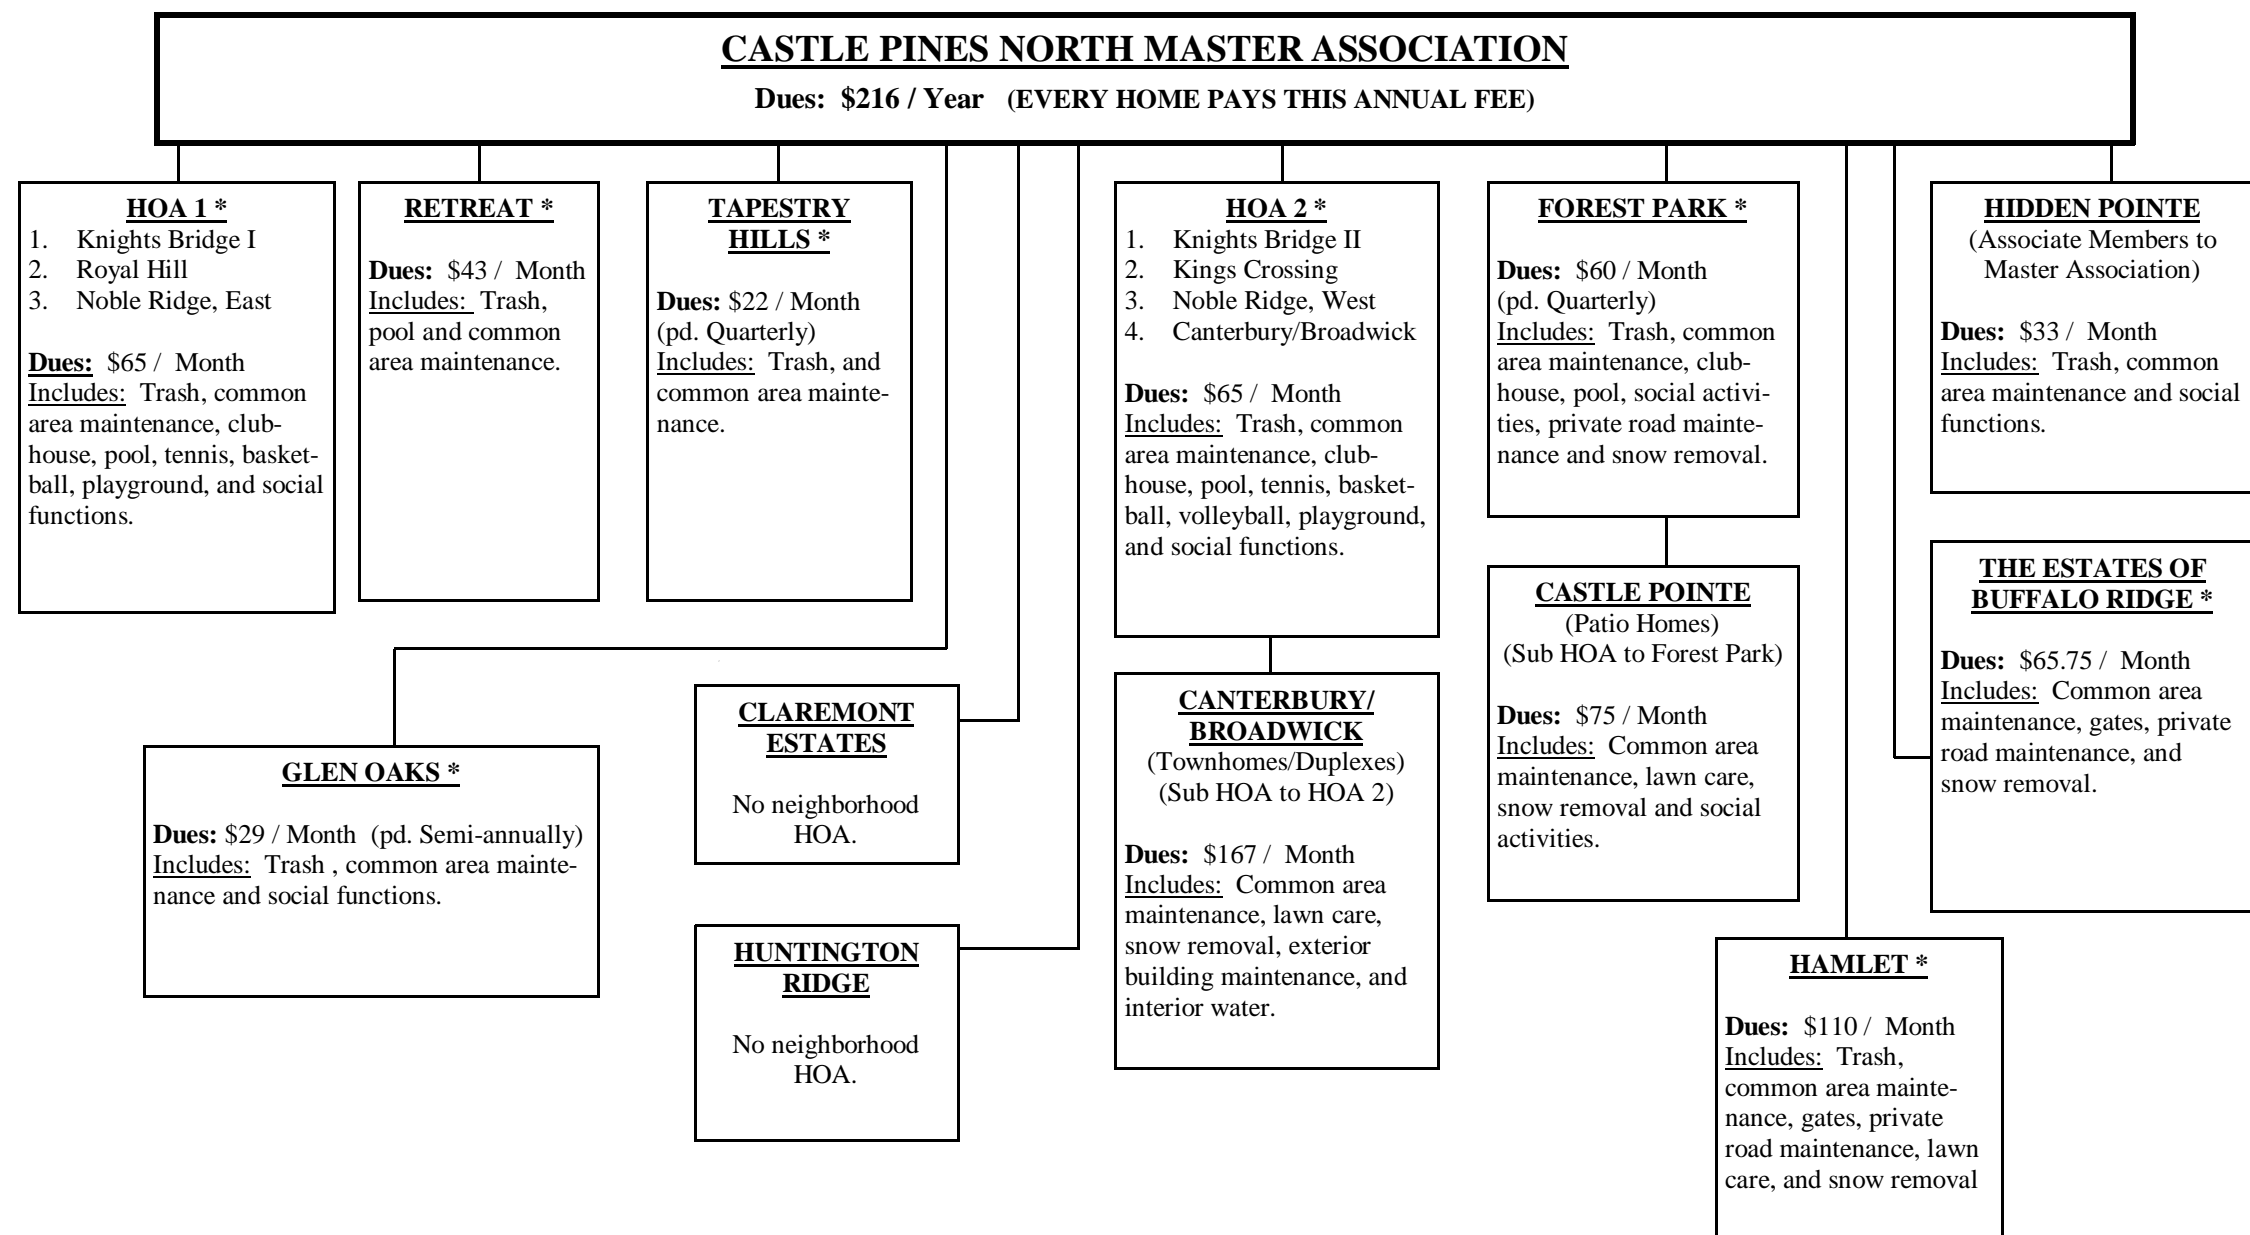 CASTLE PINES NORTH MASTER ASSOCIATION
Dues: $216 / Year (EVERY HOME PAYS THIS ANNUAL FEE)
HOA 1 *
1. Knights Bridge I
2. Royal Hill
3. Noble Ridge, East
Dues: $65 / Month
Includes: Trash, common
area maintenance, club-
house, pool, tennis, basket-
ball, playground, and social
functions.
RETREAT *
Dues: $43 / Month
Includes: Trash,
pool and common
area maintenance.
TAPESTRY
HILLS *
Dues: $22 / Month
(pd. Quarterly)
Includes: Trash, and
common area mainte-
nance.
HOA 2 *
1. Knights Bridge II
2. Kings Crossing
3. Noble Ridge, West
4. Canterbury/Broadwick
Dues: $65 / Month
Includes: Trash, common
area maintenance, club-
house, pool, tennis, basket-
ball, volleyball, playground,
and social functions.
FOREST PARK *
Dues: $60 / Month
(pd. Quarterly)
Includes: Trash, common
area maintenance, club-
house, pool, social activi-
ties, private road mainte-
nance and snow removal.
HIDDEN POINTE
(Associate Members to
Master Association)
Dues: $33 / Month
Includes: Trash, common
area maintenance and social
functions.
GLEN OAKS *
Dues: $29 / Month (pd. Semi-annually)
Includes: Trash , common area mainte-
nance and social functions.
CLAREMONT
ESTATES
No neighborhood
HOA.
HUNTINGTON
RIDGE
No neighborhood
HOA.
CANTERBURY/
BROADWICK
(Townhomes/Duplexes)
(Sub HOA to HOA 2)
Dues: $167 / Month
Includes: Common area
maintenance, lawn care,
snow removal, exterior
building maintenance, and
interior water.
CASTLE POINTE
(Patio Homes)
(Sub HOA to Forest Park)
Dues: $75 / Month
Includes: Common area
maintenance, lawn care,
snow removal and social
activities.
THE ESTATES OF
BUFFALO RIDGE *
Dues: $65.75 / Month
Includes: Common area
maintenance, gates, private
road maintenance, and
snow removal.
HAMLET *
Dues: $110 / Month
Includes: Trash,
common area mainte-
nance, gates, private
road maintenance, lawn
care, and snow removal